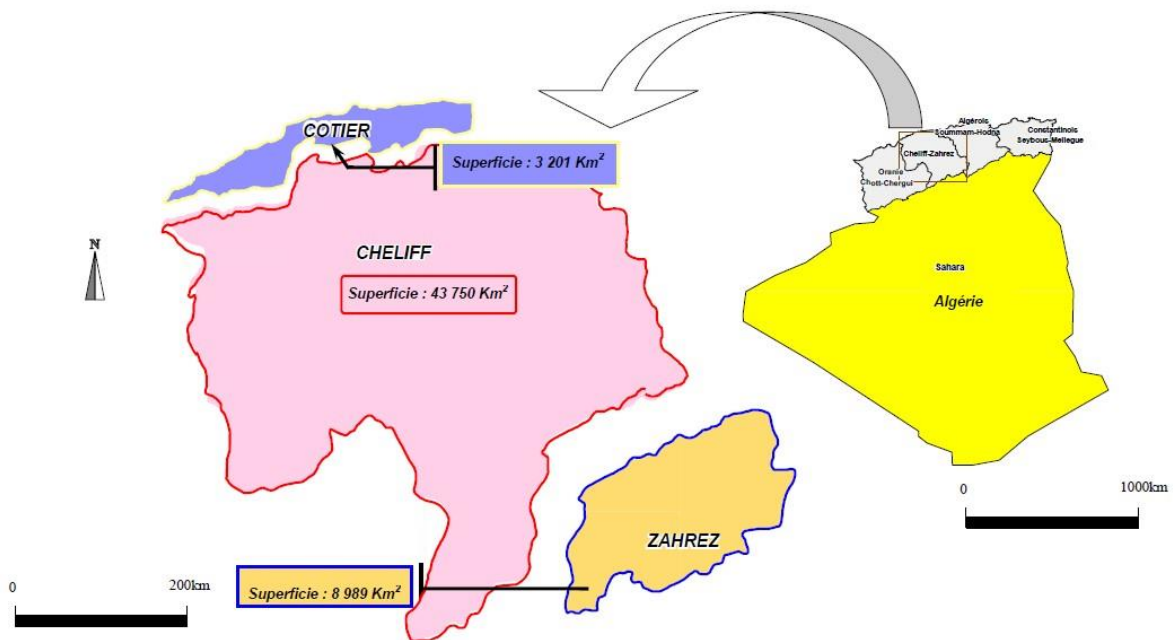 COTIER
Superficie : 3 201 Km²
CHELIFF
Superficie : 43 750 Km²
N
ZAHREZ
Superficie : 8 989 Km²
0 200km
Algérois
Soummam-Hodna
Constantinois
Seybous-Mellegue
Cheliff-Zahrez
Oranie
Chott-Chergui
Sahara
Algérie
0 1000km